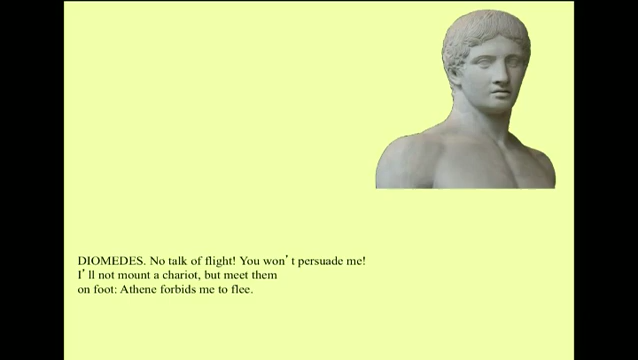 DIOMEDES. No talk of flight! You won’t persuade me!
I’ll not mount a chariot, but meet them
on foot: Athene forbids me to flee.